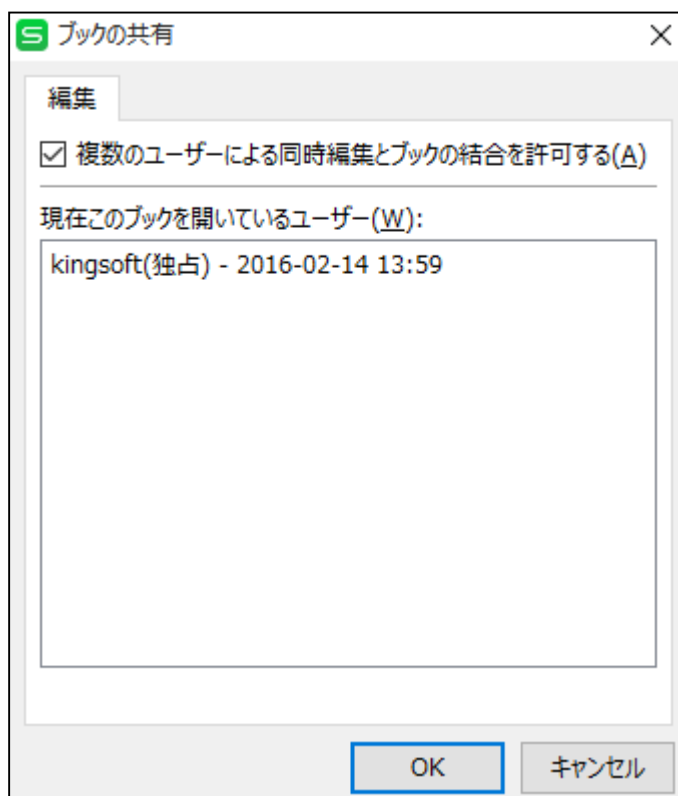 ブックの共有
編集
複数のユーザーによる同時編集とブックの結合を許可する(A)
現在このブックを開いているユーザー(W):
kingsoft(独占) - 2016-02-14 13:59
OK
キャンセル